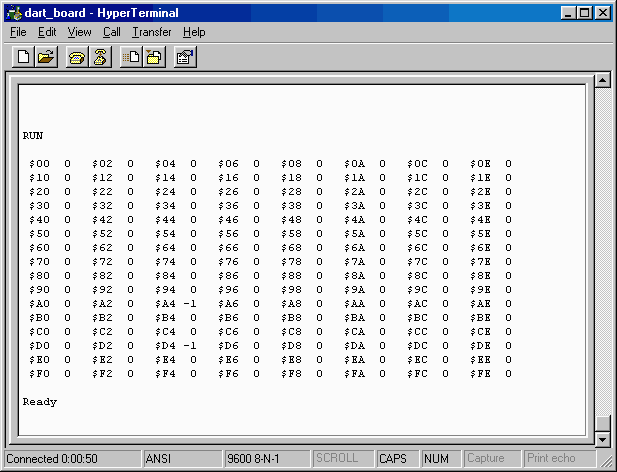 dart_board - HyperTerminal
File Edit View Call Transfer Help
RUN
$00 0 $02 0 $04 0 $06 0 $08 0 $0A 0 $0C 0 $0E 0
$10 0 $12 0 $14 0 $16 0 $18 0 $1A 0 $1C 0 $1E 0
$20 0 $22 0 $24 0 $26 0 $28 0 $2A 0 $2C 0 $2E 0
$30 0 $32 0 $34 0 $36 0 $38 0 $3A 0 $3C 0 $3E 0
$40 0 $42 0 $44 0 $46 0 $48 0 $4A 0 $4C 0 $4E 0
$50 0 $52 0 $54 0 $56 0 $58 0 $5A 0 $5C 0 $5E 0
$60 0 $62 0 $64 0 $66 0 $68 0 $6A 0 $6C 0 $6E 0
$70 0 $72 0 $74 0 $76 0 $78 0 $7A 0 $7C 0 $7E 0
$80 0 $82 0 $84 0 $86 0 $88 0 $8A 0 $8C 0 $8E 0
$90 0 $92 0 $94 0 $96 0 $98 0 $9A 0 $9C 0 $9E 0
$A0 0 $A2 0 $A4 -1 $A6 0 $A8 0 $AA 0 $AC 0 $AE 0
$B0 0 $B2 0 $B4 0 $B6 0 $B8 0 $BA 0 $BC 0 $BE 0
$C0 0 $C2 0 $C4 0 $C6 0 $C8 0 $CA 0 $CC 0 $CE 0
$D0 0 $D2 0 $D4 -1 $D6 0 $D8 0 $DA 0 $DC 0 $DE 0
$E0 0 $E2 0 $E4 0 $E6 0 $E8 0 $EA 0 $EC 0 $EE 0
$F0 0 $F2 0 $F4 0 $F6 0 $F8 0 $FA 0 $FC 0 $FE 0
Ready
Connected 0:00:50 ANSI 9600 8-N-1 SCROLL CAPS NUM Capture Print echo